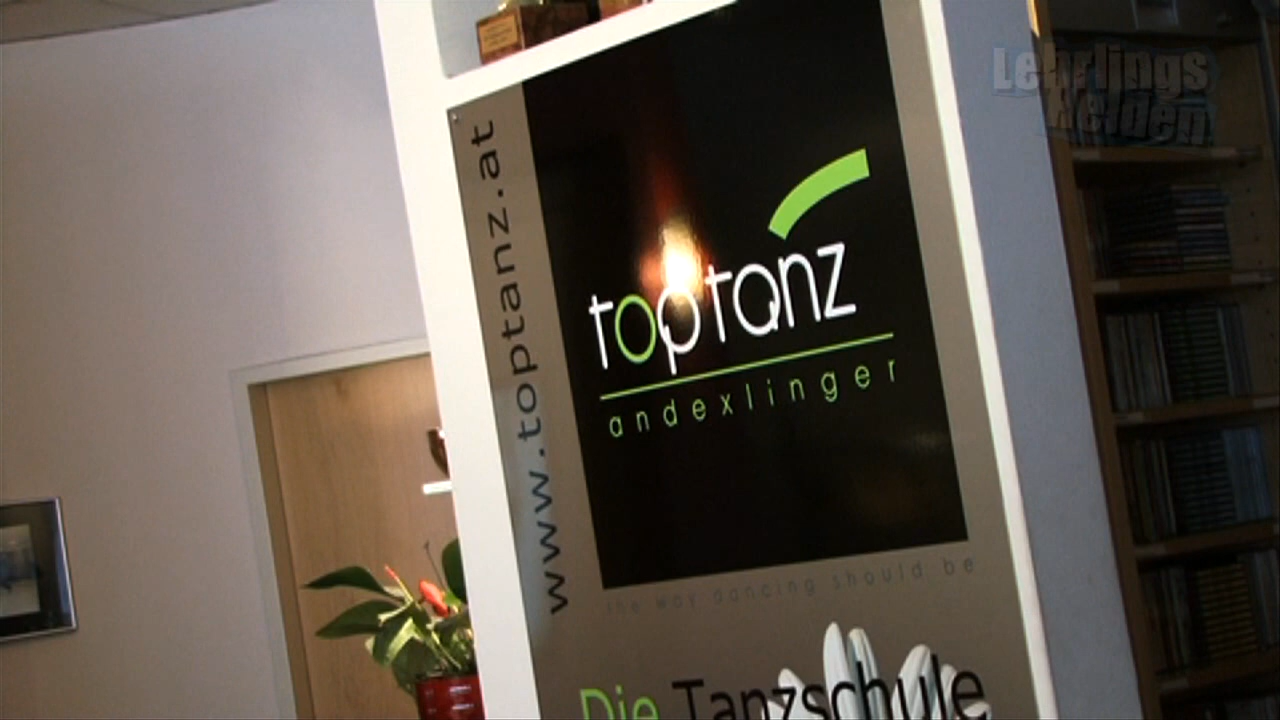 Lehrlings
Helden
www.toptanz.at
toptanz
andexlinger
the way dancing should be
Die Tanzschule